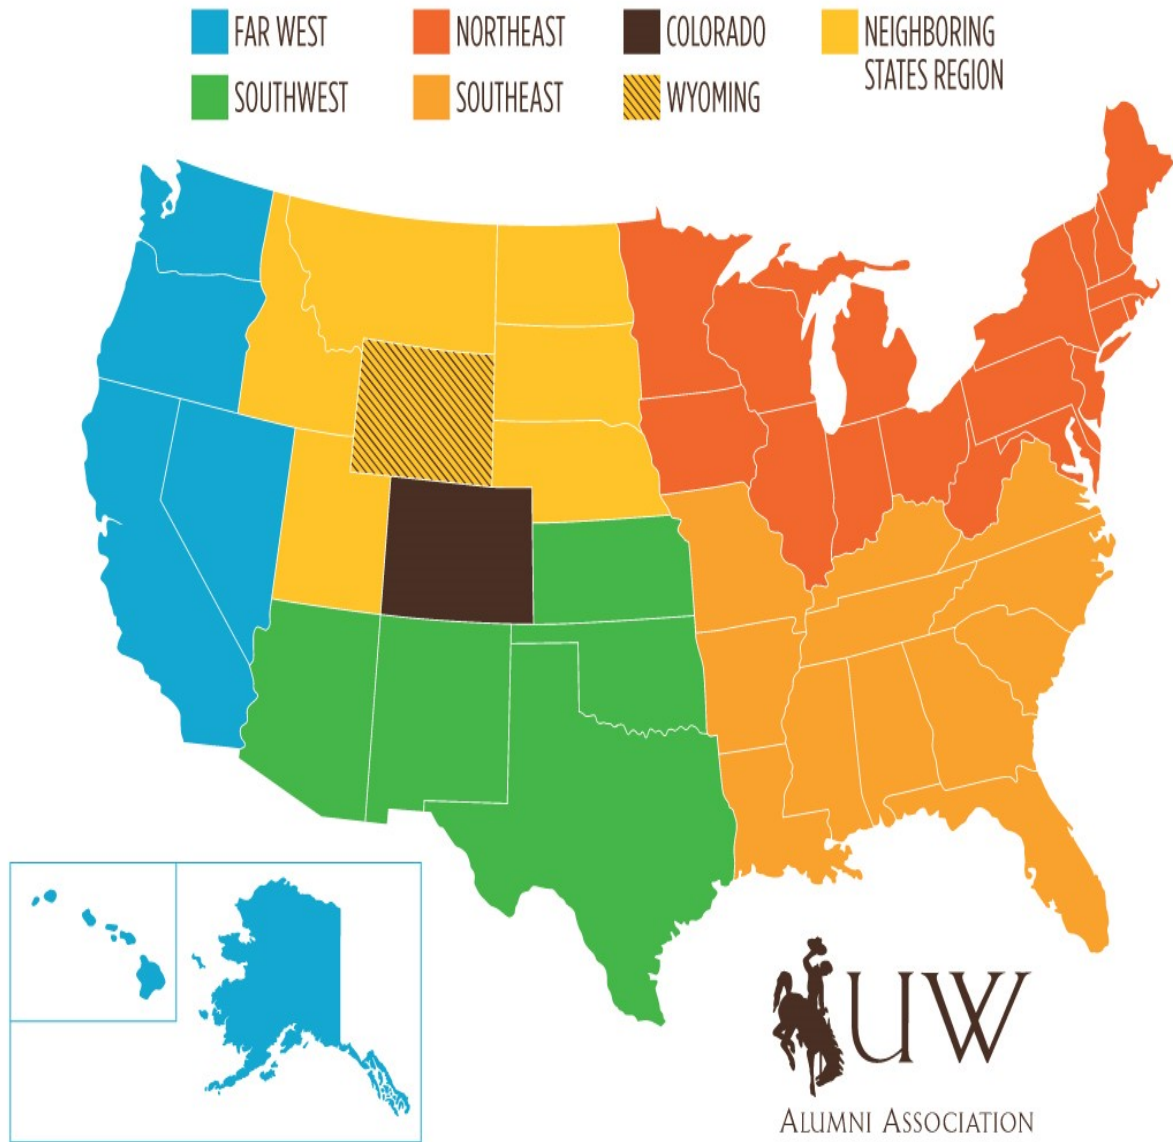 FAR WEST
NORTHEAST
COLORADO
NEIGHBORING
STATES REGION
SOUTHWEST
SOUTHEAST
WYOMING
UW
ALUMNI ASSOCIATION